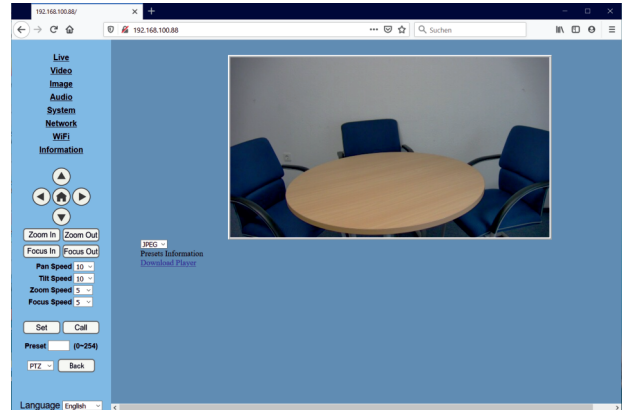 192.168.100.88/
192.168.100.88
Suchen
Live
Video
Image
Audio
System
Network
WiFi
Information
Zoom In Zoom Out
Focus In Focus Out
Pan Speed 10
Tilt Speed 10
Zoom Speed 5
Focus Speed 5
Set Call
Preset (0~254)
PTZ Back
Language English
JPEG
Presets Information
Download Player